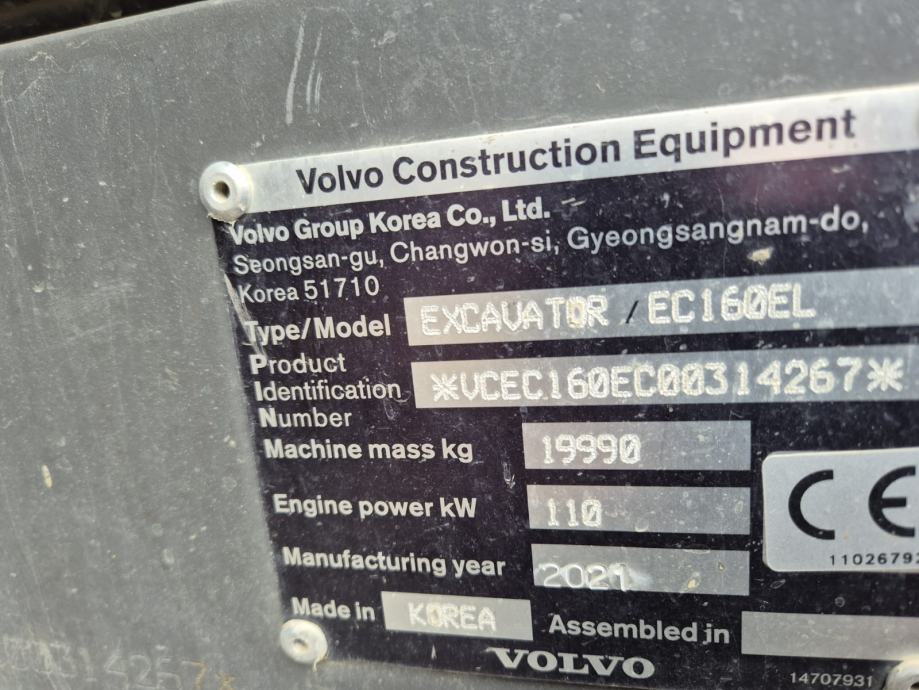 Volvo Construction Equipment
Volvo Group Korea Co., Ltd.
Seongsan-gu, Changwon-si, Gyeongsangnam-do,
Korea 51710
Type/Model EXCAVATOR / EC160EL
Product
Identification *VCEC160EC00314267*
Number
Machine mass kg 19990
Engine power kW 110
CE
Manufacturing year 2021
1102679
Made in KOREA Assembled in
VOLVO
14707931